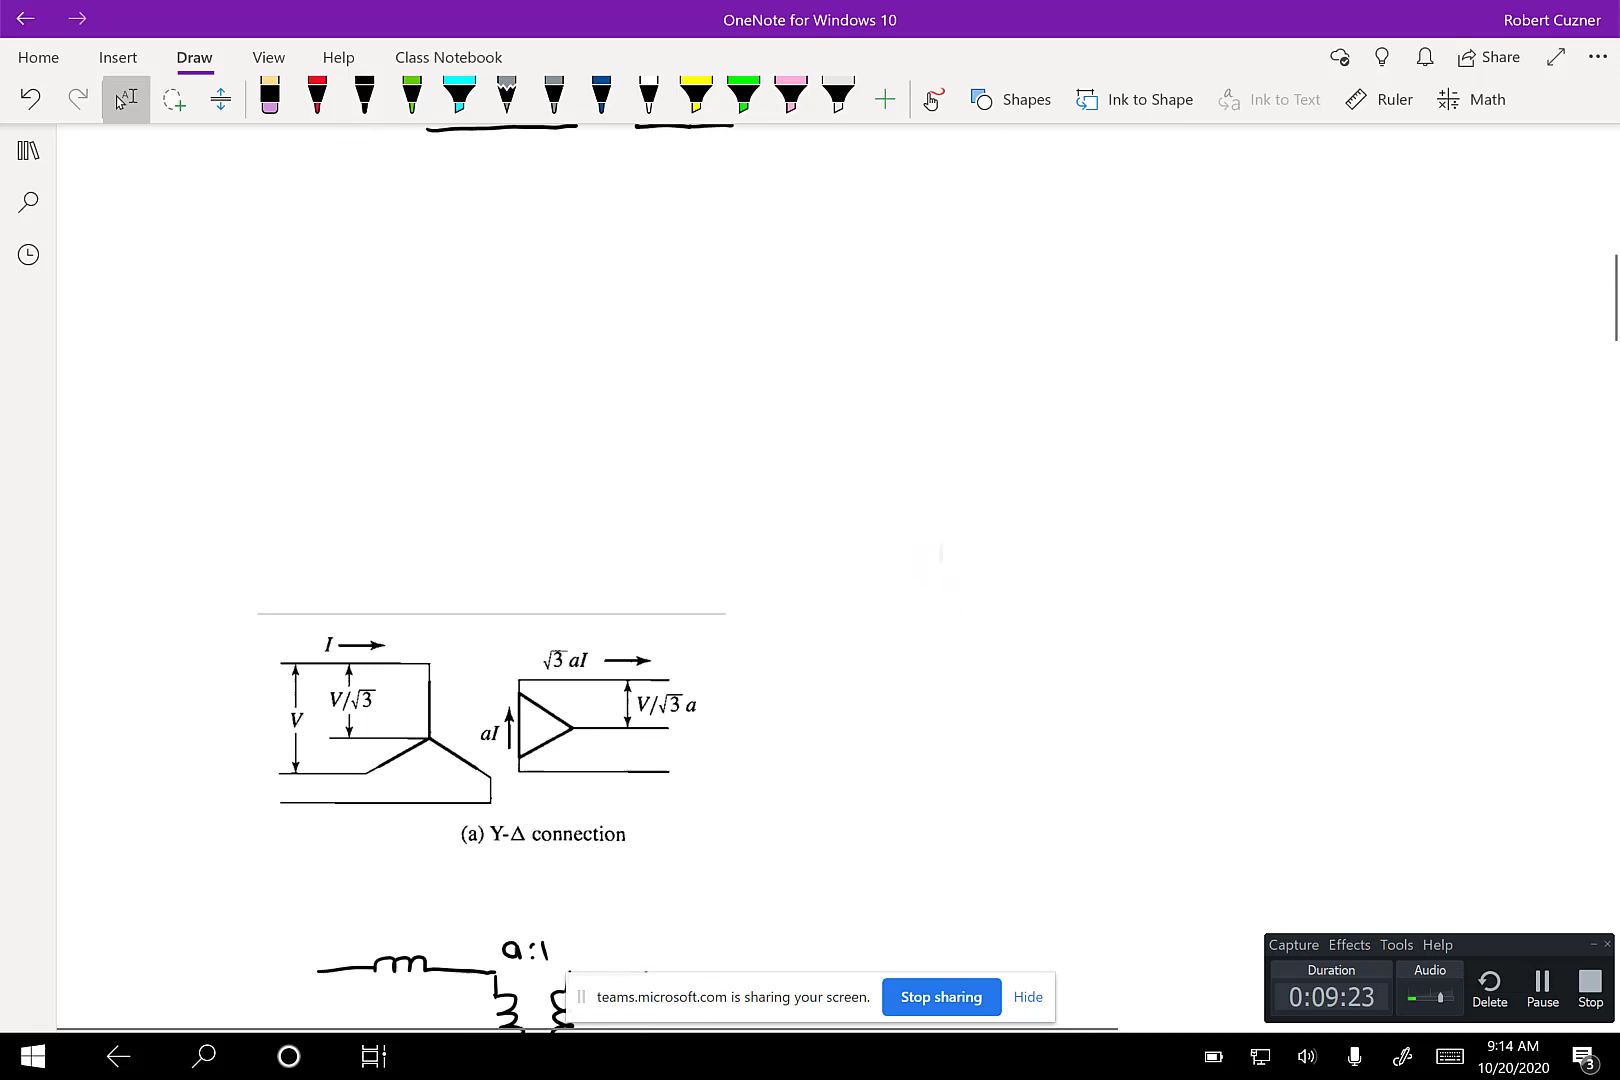 OneNote for Windows 10
Robert Cuzner
Home Insert Draw View Help Class Notebook
Share
Shapes Ink to Shape Ink to Text Ruler Math
I
√3 aI
V/√3
V
V/√3 a
aI
(a) Y-Δ connection
a:1
teams.microsoft.com is sharing your screen. Stop sharing Hide
Capture Effects Tools Help
Duration Audio
0:09:23
Delete Pause Stop
9:14 AM
10/20/2020
3